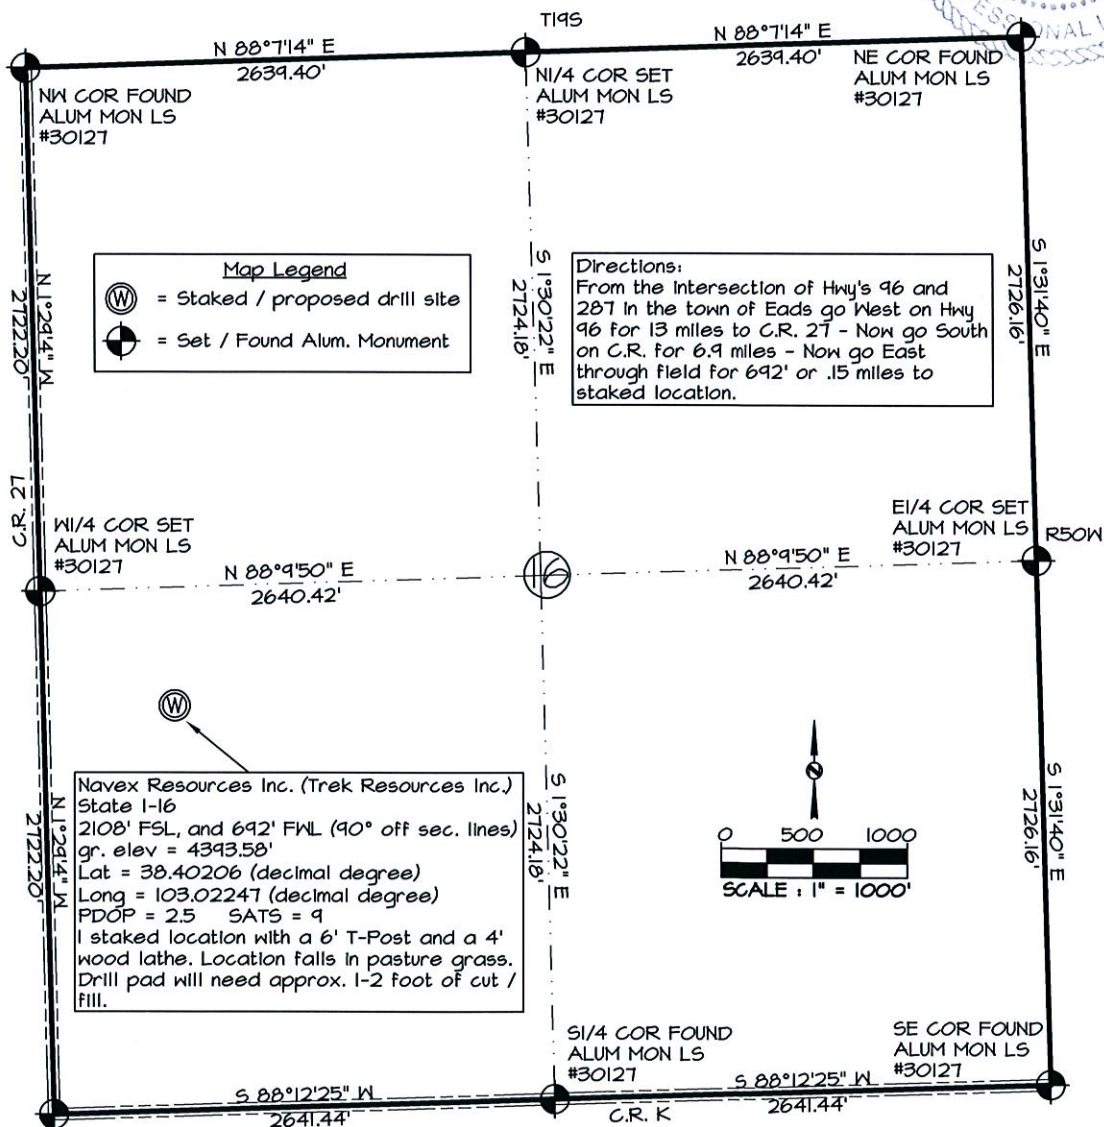 ESSIONAL
T19S
N 88°7'14" E
2639.40'
N 88°7'14" E
2639.40'
NW COR FOUND
ALUM MON LS
#30127
N1/4 COR SET
ALUM MON LS
#30127
NE COR FOUND
ALUM MON LS
#30127
Map Legend
W = Staked / proposed drill site
= Set / Found Alum. Monument
Directions:
From the intersection of Hwy's 96 and
287 in the town of Eads go West on Hwy
96 for 13 miles to C.R. 27 - Now go South
on C.R. for 6.9 miles - Now go East
through field for 692' or .15 miles to
staked location.
N 1°29'4" W
2722.20'
S 1°30'22" E
2724.18'
S 1°31'40" E
2726.16'
C.R. 27
W1/4 COR SET
ALUM MON LS
#30127
E1/4 COR SET
ALUM MON LS
#30127
R50W
N 88°9'50" E
2640.42'
16
N 88°9'50" E
2640.42'
W
Navex Resources Inc. (Trek Resources Inc.)
State 1-16
2108' FSL, and 692' FWL (90° off sec. lines)
gr. elev = 4393.58'
Lat = 38.40206 (decimal degree)
Long = 103.02247 (decimal degree)
PDOP = 2.5 SATS = 9
I staked location with a 6' T-Post and a 4'
wood lathe. Location falls in pasture grass.
Drill pad will need approx. 1-2 foot of cut /
fill.
N 1°29'4" W
2722.20'
S 1°30'22" E
2724.18'
N
0 500 1000
SCALE : 1" = 1000'
S 1°31'40" E
2726.16'
S1/4 COR FOUND
ALUM MON LS
#30127
SE COR FOUND
ALUM MON LS
#30127
S 88°12'25" W
2641.44'
S 88°12'25" W
2641.44'
C.R. K